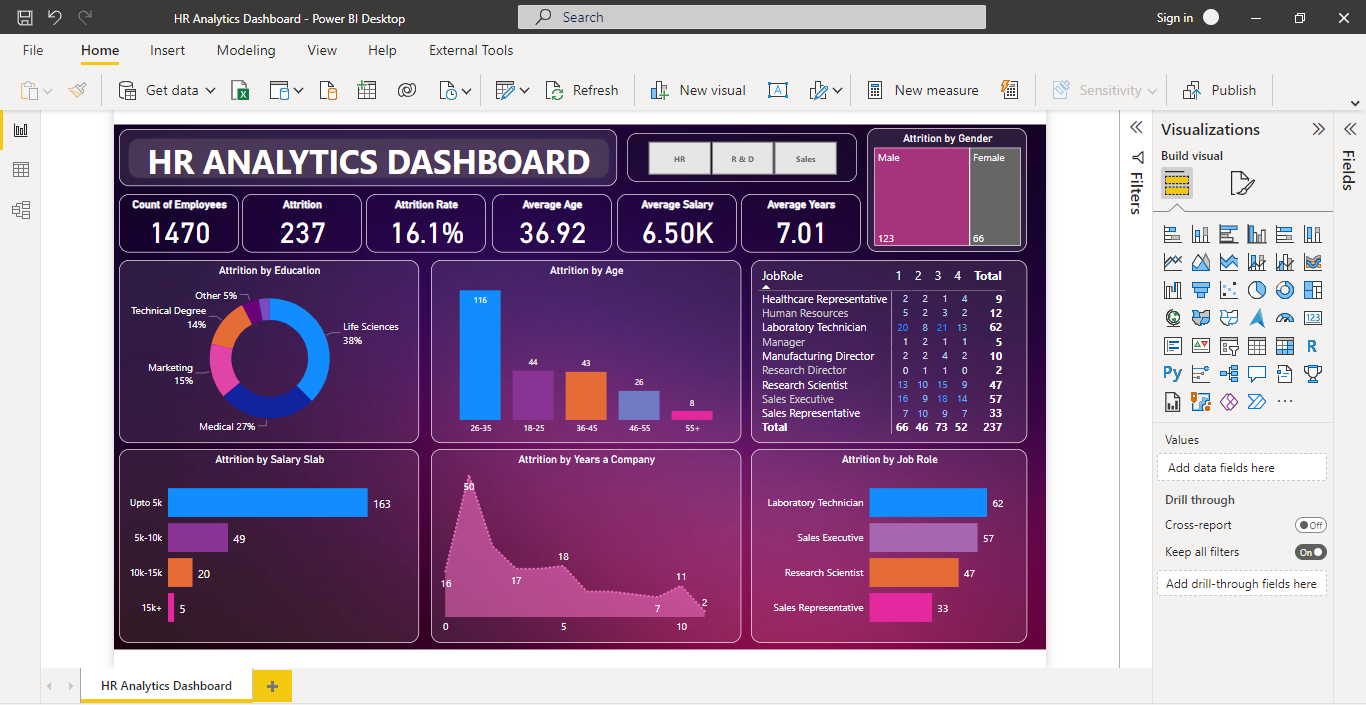 HR Analytics Dashboard - Power BI Desktop
Search
Sign in
File Home Insert Modeling View Help External Tools
Get data
Refresh
New visual
A
New measure
Sensitivity
Publish
HR ANALYTICS DASHBOARD
HR R & D Sales
Attrition by Gender
Male Female
123 66
Count of Employees
1470
Attrition
237
Attrition Rate
16.1%
Average Age
36.92
Average Salary
6.50K
Average Years
7.01
Attrition by Education
Other 5%
Technical Degree
14%
Life Sciences
38%
Marketing
15%
Medical 27%
Attrition by Age
116
44
43
26
8
26-35 18-25 36-45 46-55 55+
JobRole 1 2 3 4 Total
Healthcare Representative 2 2 1 4 9
Human Resources 5 2 3 2 12
Laboratory Technician 20 8 21 13 62
Manager 1 2 1 1 5
Manufacturing Director 2 2 4 2 10
Research Director 0 1 1 0 2
Research Scientist 13 10 15 9 47
Sales Executive 16 9 18 14 57
Sales Representative 7 10 9 7 33
Total 66 46 73 52 237
Attrition by Salary Slab
Upto 5k 163
5k-10k 49
10k-15k 20
15k+ 5
Attrition by Years a Company
50
16
17
18
7
11
2
0 5 10
Attrition by Job Role
Laboratory Technician 62
Sales Executive 57
Research Scientist 47
Sales Representative 33
Filters
Visualizations
Build visual
123
R
Py
Values
Add data fields here
Drill through
Cross-report Off
Keep all filters On
Add drill-through fields here
Fields
HR Analytics Dashboard